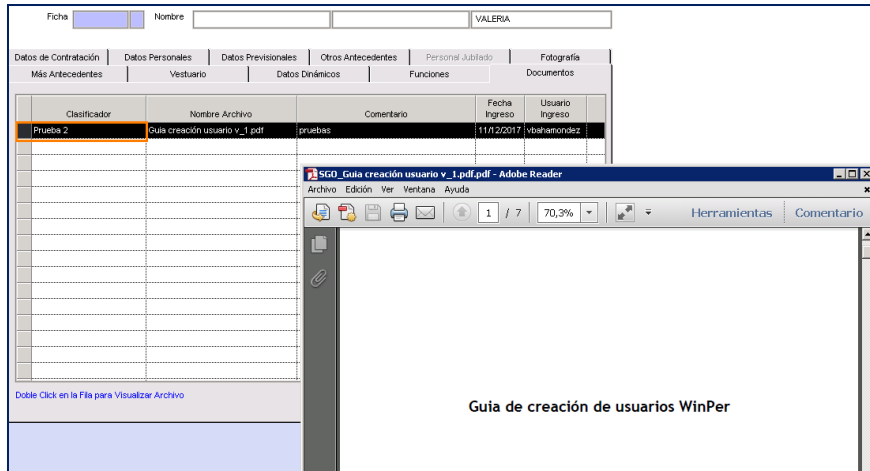 Ficha Nombre VALERIA
Datos de Contratación Datos Personales Datos Previsionales Otros Antecedentes Personal Jubilado Fotografía
Más Antecedentes Vestuario Datos Dinámicos Funciones Documentos
Clasificador Nombre Archivo Comentario Fecha Ingreso Usuario Ingreso
Prueba 2 Guia creación usuario v_1.pdf pruebas 11/12/2017 vbahamondez
SGO_Guia creación usuario v_1.pdf.pdf - Adobe Reader
Archivo Edición Ver Ventana Ayuda
1 / 7 70,3% Herramientas Comentario
Doble Click en la Fila para Visualizar Archivo
Guia de creación de usuarios WinPer